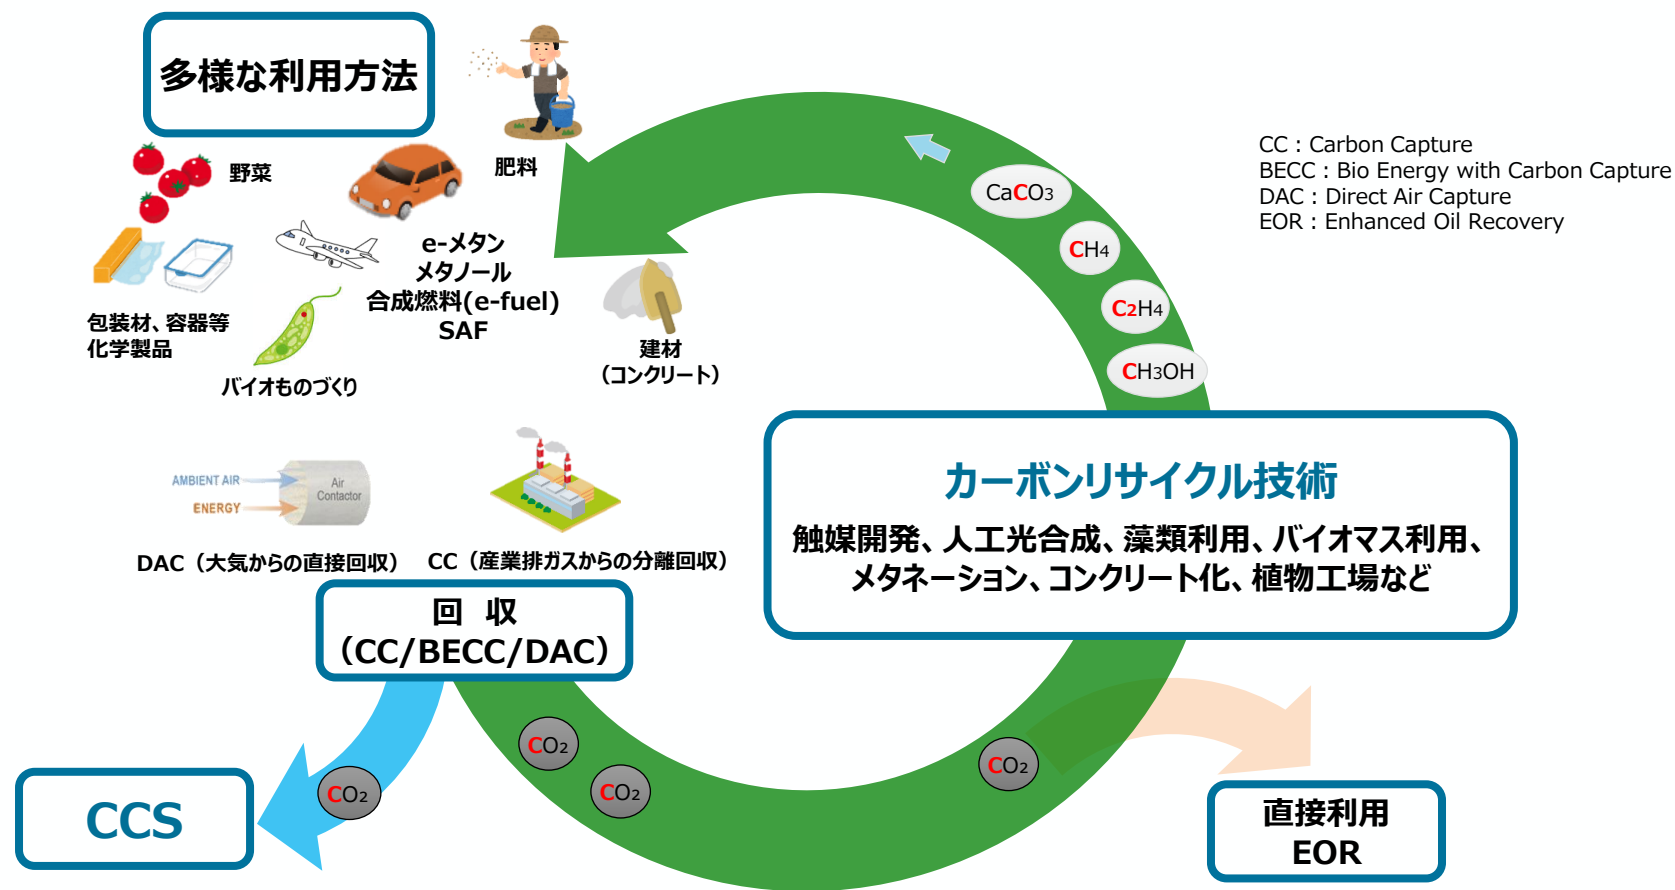 多様な利用方法
肥料
野菜
e-メタン
メタノール
合成燃料(e-fuel)
SAF
包装材、容器等
化学製品
バイオものづくり
建材
（コンクリート）
CC : Carbon Capture
BECC : Bio Energy with Carbon Capture
DAC : Direct Air Capture
EOR : Enhanced Oil Recovery
CaCO3
CH4
C2H4
CH3OH
カーボンリサイクル技術
触媒開発、人工光合成、藻類利用、バイオマス利用、
メタネーション、コンクリート化、植物工場など
AMBIENT AIR
ENERGY
Air
Contactor
DAC（大気からの直接回収）
CC（産業排ガスからの分離回収）
回 収
（CC/BECC/DAC）
CO2
CO2
CO2
CO2
CCS
直接利用
EOR